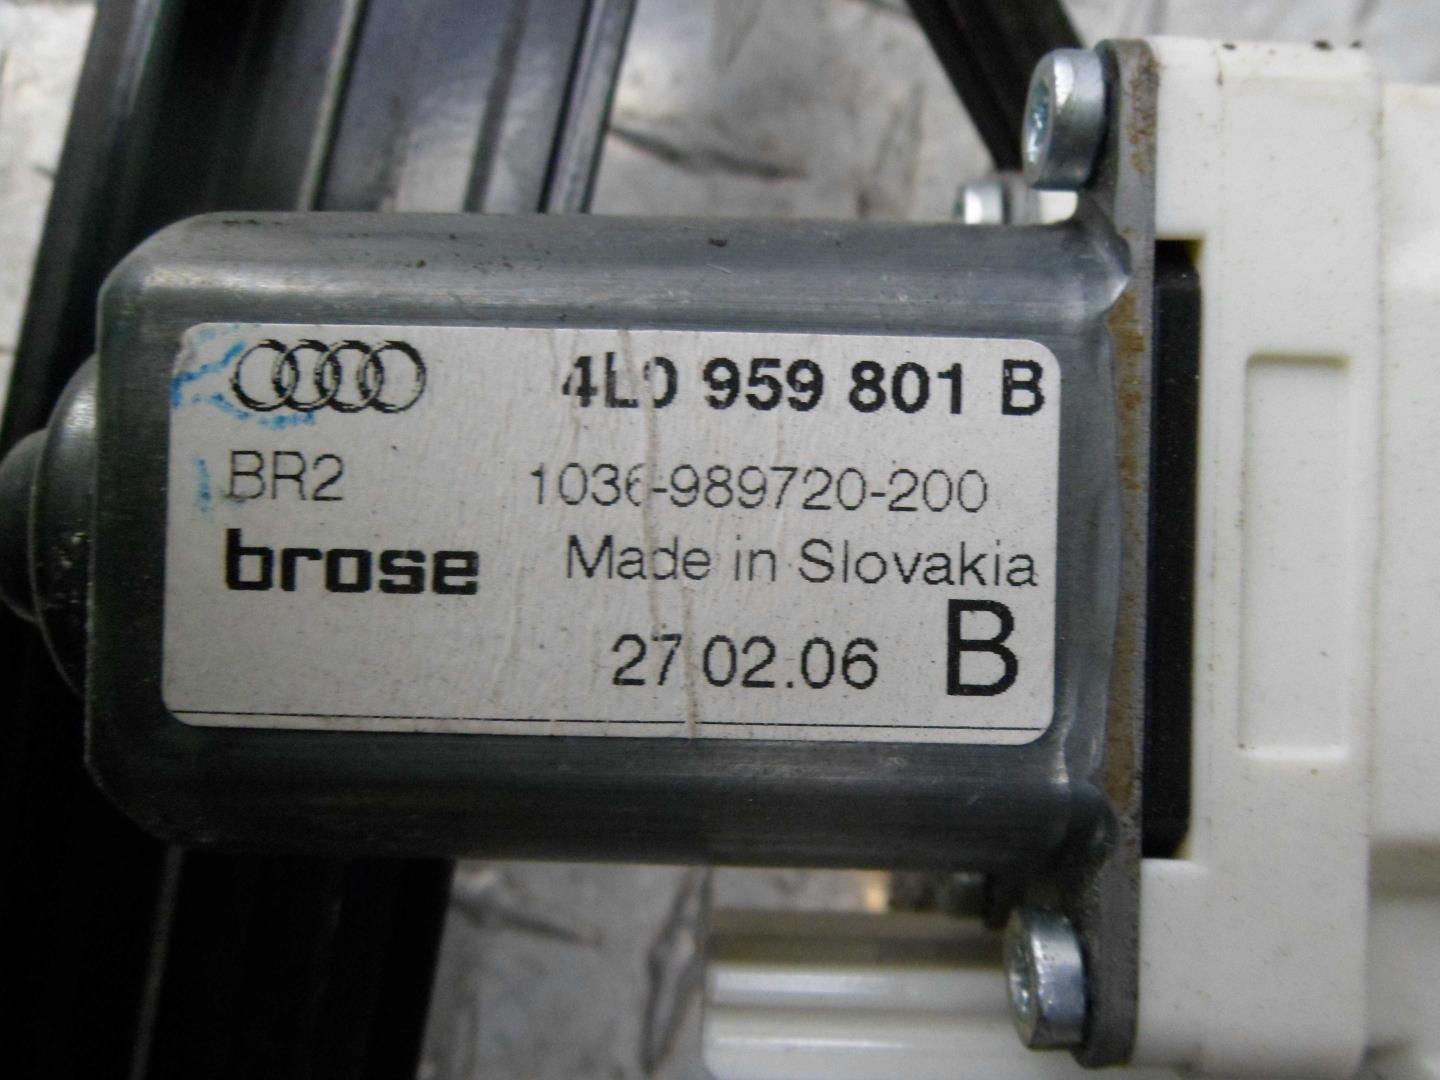 4L0 959 801 B
BR2 1036-989720-200
brose Made in Slovakia
27.02.06 B